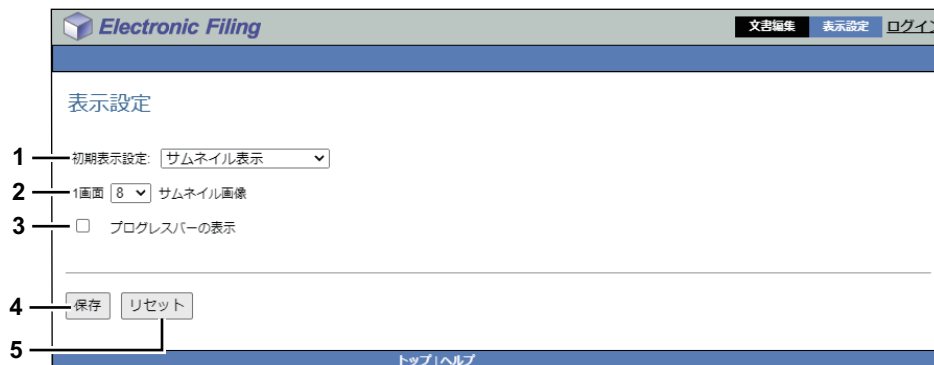 Electronic Filing
文書編集 表示設定 ログイン
表示設定
1 初期表示設定: サムネイル表示
2 1画面 8 サムネイル画像
3 プログレスバーの表示
4 保存 リセット
5
トップ | ヘルプ